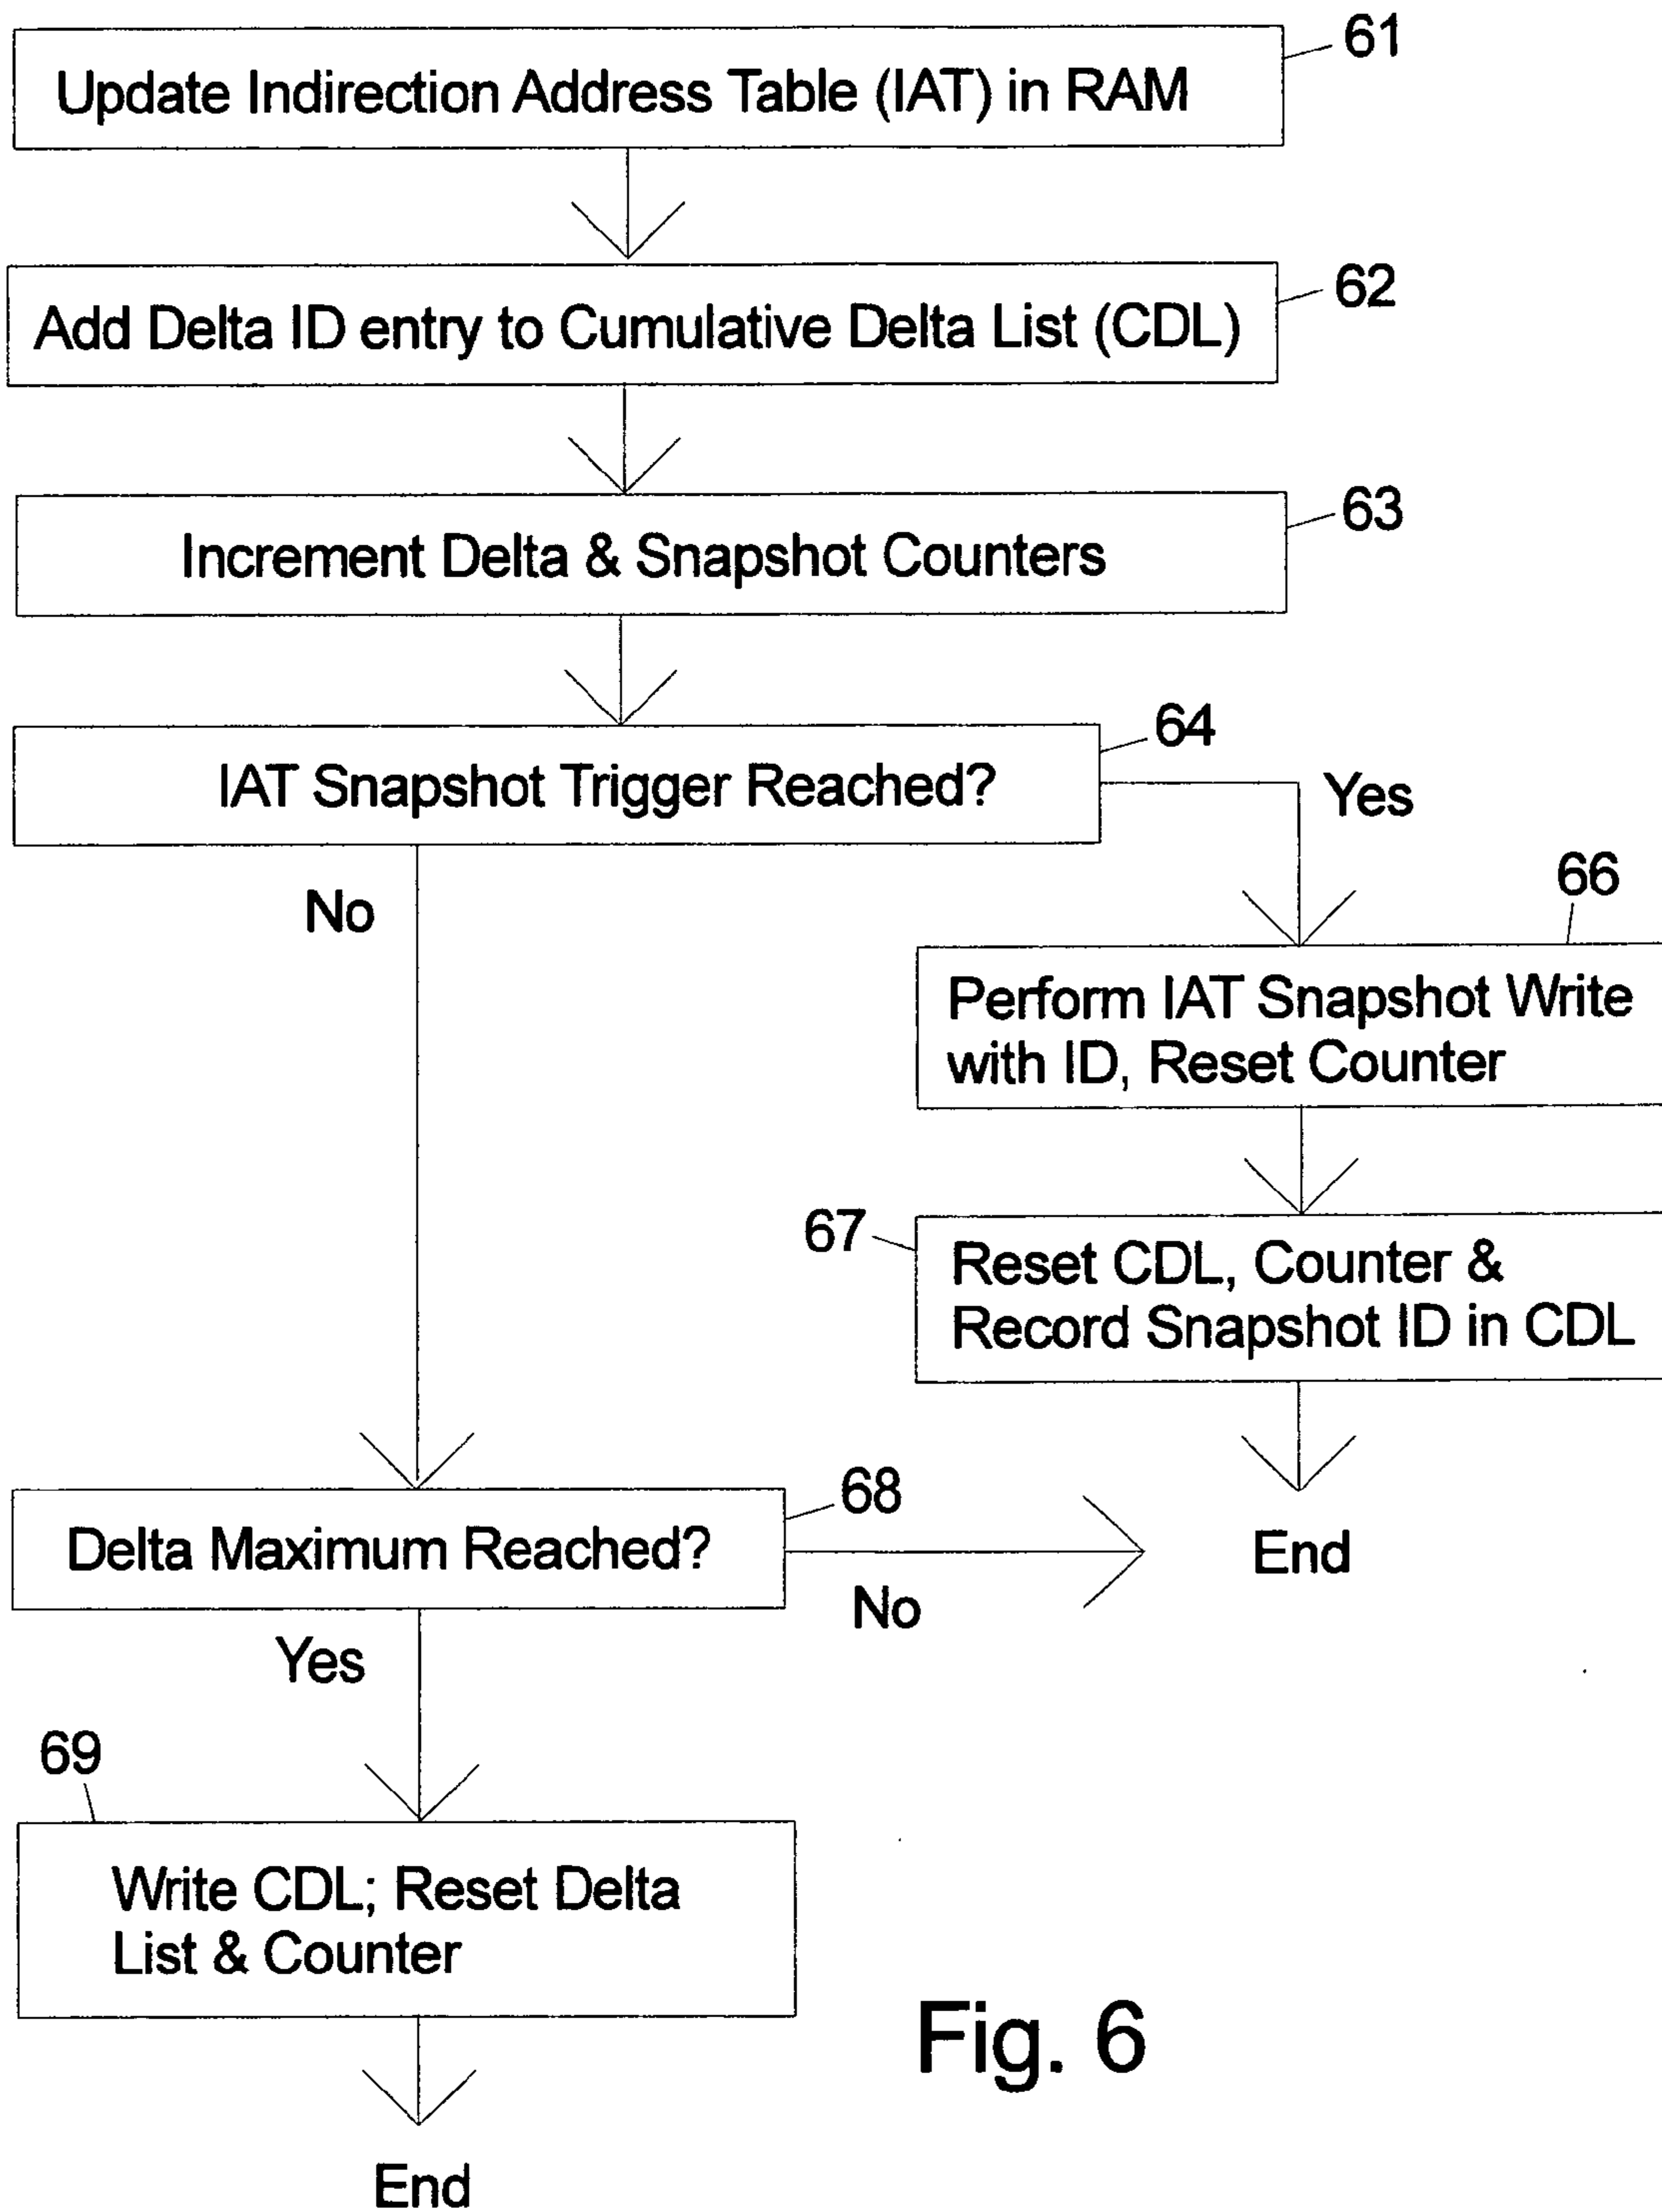 61
Update Indirection Address Table (IAT) in RAM
62
Add Delta ID entry to Cumulative Delta List (CDL)
63
Increment Delta & Snapshot Counters
64
IAT Snapshot Trigger Reached?
Yes
No
66
Perform IAT Snapshot Write
with ID, Reset Counter
67
Reset CDL, Counter &
Record Snapshot ID in CDL
68
Delta Maximum Reached?
End
No
Yes
69
Write CDL; Reset Delta
List & Counter
Fig. 6
End